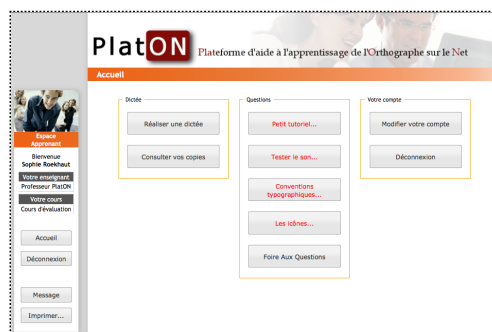 PlatON
Plateforme d'aide à l'apprentissage de l'Orthographe sur le Net
Accueil
Espace
Apprenant
Bienvenue
Sophie Roekhaut
Votre enseignant
Professeur PlatON
Votre cours
Cours d'évaluation
Accueil
Déconnexion
Message
Imprimer...
Dictée
Réaliser une dictée
Consulter vos copies
Questions
Petit tutoriel...
Tester le son...
Conventions
typographiques...
Les icônes...
Foire Aux Questions
Votre compte
Modifier votre compte
Déconnexion